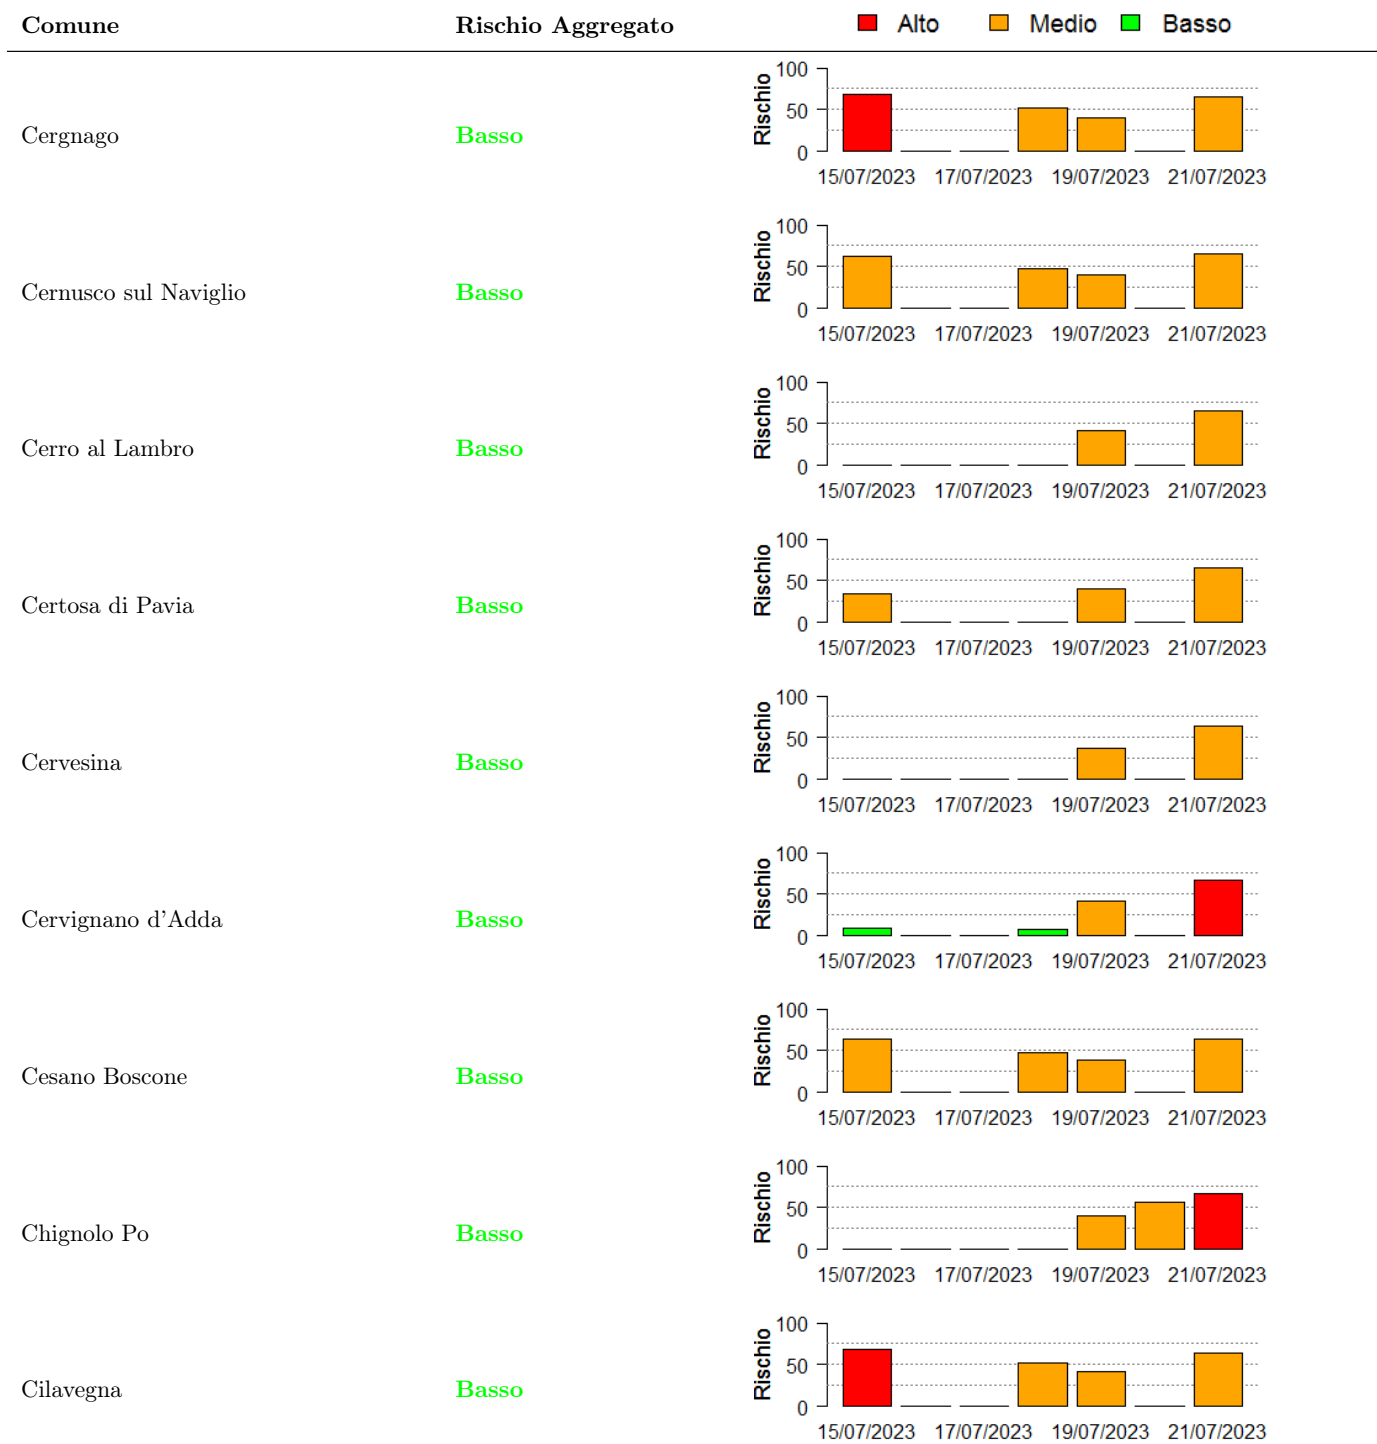 Comune Rischio Aggregato Alto Medio Basso
Cergnago Basso
Rischio
100
50
0
15/07/2023 17/07/2023 19/07/2023 21/07/2023
Cernusco sul Naviglio Basso
Rischio
100
50
0
15/07/2023 17/07/2023 19/07/2023 21/07/2023
Cerro al Lambro Basso
Rischio
100
50
0
15/07/2023 17/07/2023 19/07/2023 21/07/2023
Certosa di Pavia Basso
Rischio
100
50
0
15/07/2023 17/07/2023 19/07/2023 21/07/2023
Cervesina Basso
Rischio
100
50
0
15/07/2023 17/07/2023 19/07/2023 21/07/2023
Cervignano d'Adda Basso
Rischio
100
50
0
15/07/2023 17/07/2023 19/07/2023 21/07/2023
Cesano Boscone Basso
Rischio
100
50
0
15/07/2023 17/07/2023 19/07/2023 21/07/2023
Chignolo Po Basso
Rischio
100
50
0
15/07/2023 17/07/2023 19/07/2023 21/07/2023
Cilavegna Basso
Rischio
100
50
0
15/07/2023 17/07/2023 19/07/2023 21/07/2023